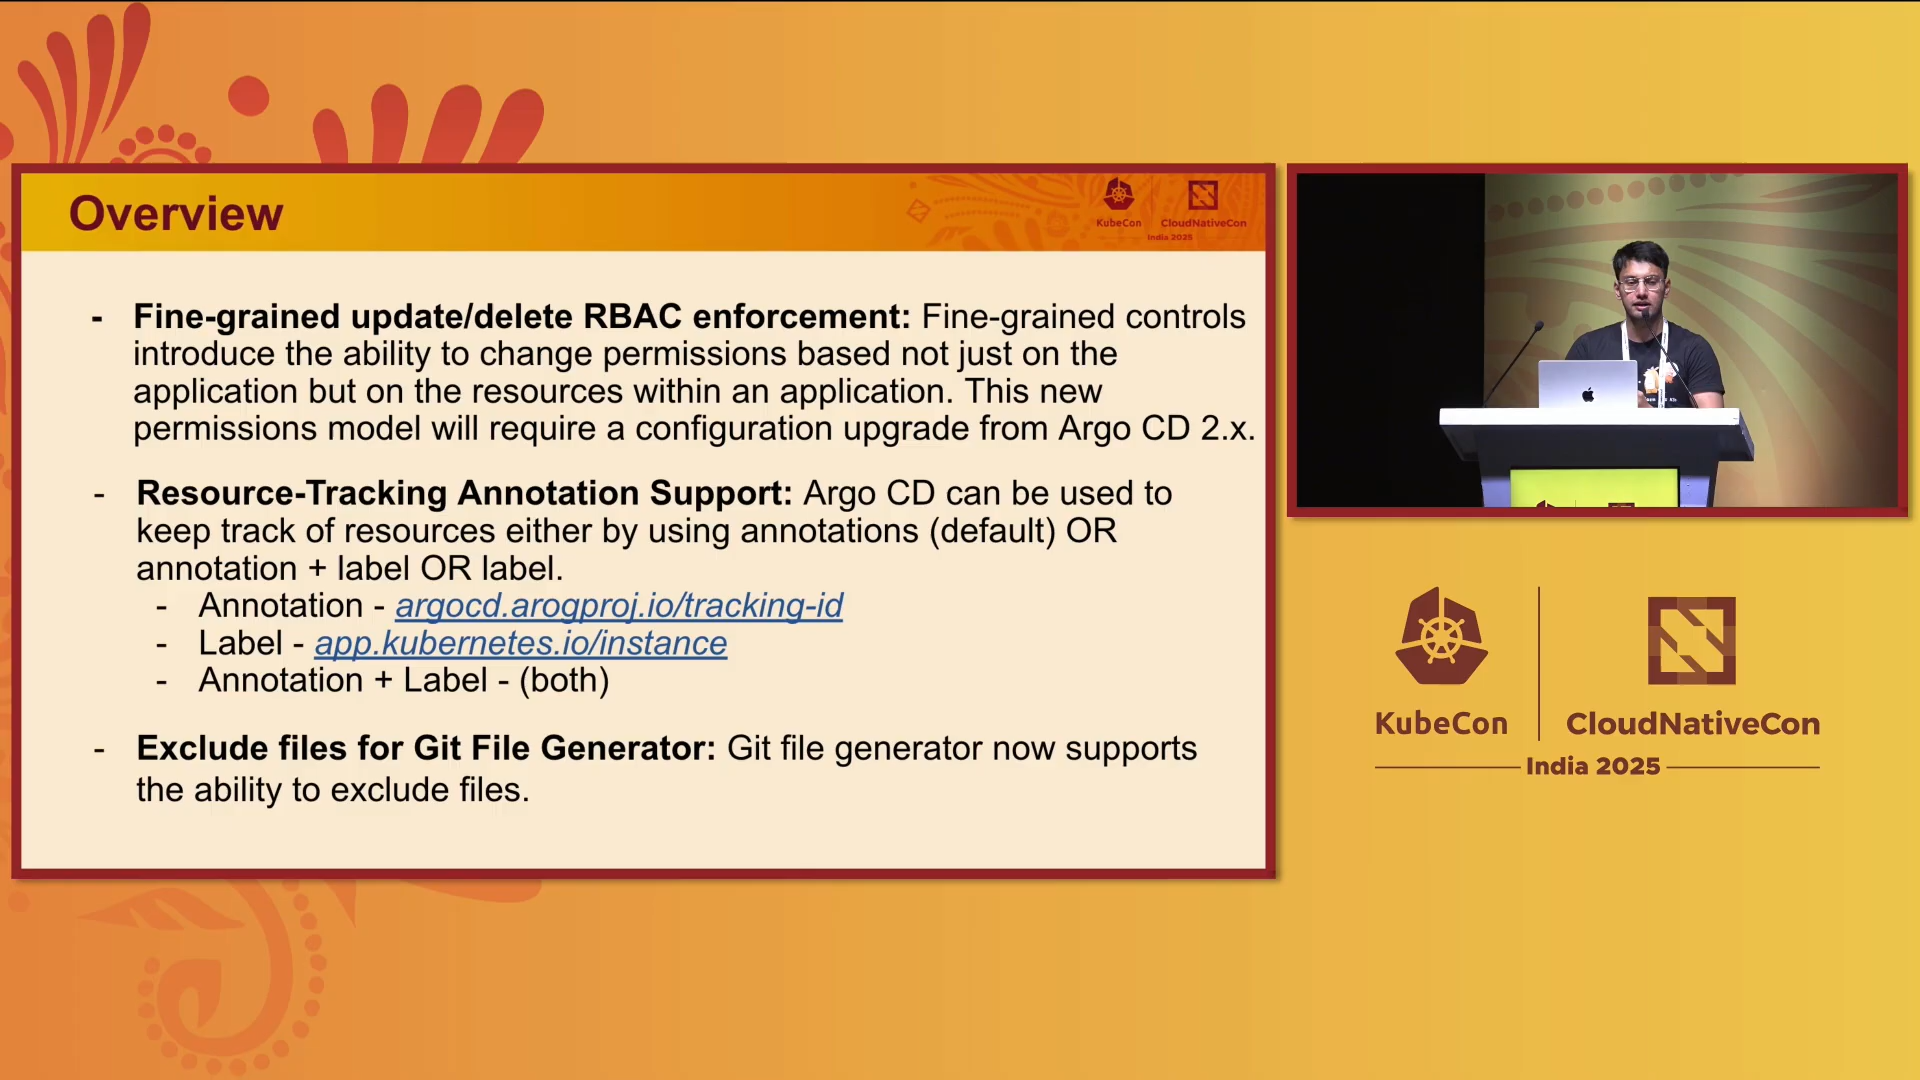 Overview
KubeCon
CloudNativeCon
India 2025
- Fine-grained update/delete RBAC enforcement: Fine-grained controls
introduce the ability to change permissions based not just on the
application but on the resources within an application. This new
permissions model will require a configuration upgrade from Argo CD 2.x.
- Resource-Tracking Annotation Support: Argo CD can be used to
keep track of resources either by using annotations (default) OR
annotation + label OR label.
- Annotation - argocd.arogproj.io/tracking-id
- Label - app.kubernetes.io/instance
- Annotation + Label - (both)
- Exclude files for Git File Generator: Git file generator now supports
the ability to exclude files.
KubeCon
CloudNativeCon
India 2025